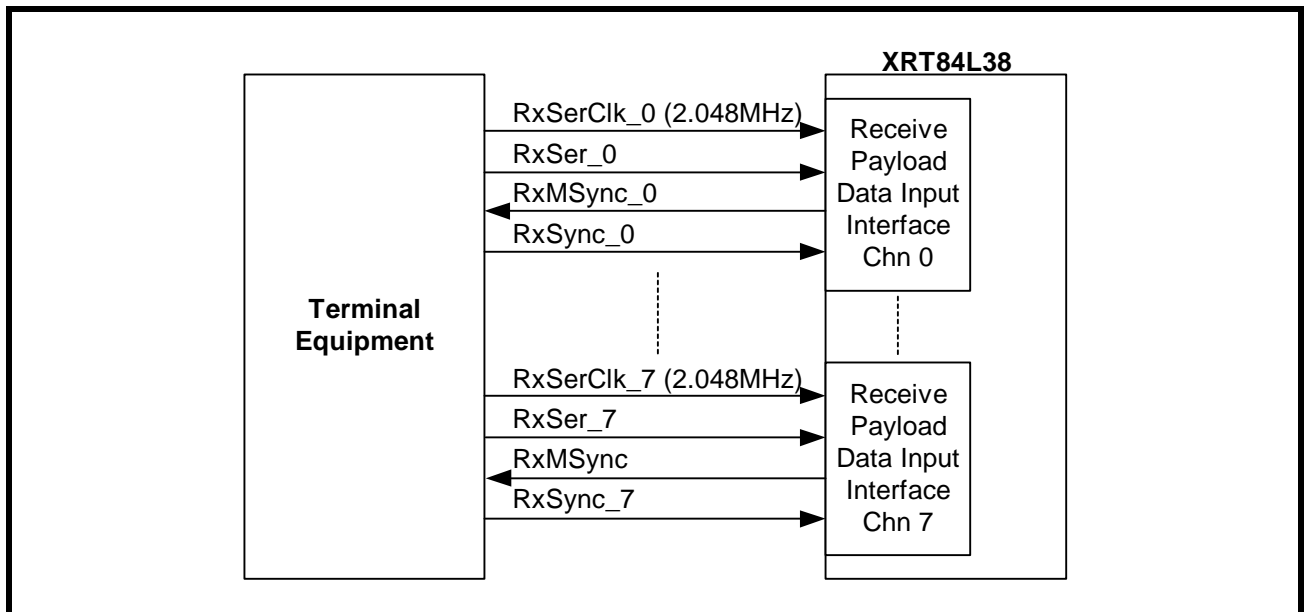 XRT84L38
RxSerClk_0 (2.048MHz)
RxSer_0
RxMSync_0
RxSync_0
Receive
Payload
Data Input
Interface
Chn 0
Terminal
Equipment
RxSerClk_7 (2.048MHz)
RxSer_7
RxMSync
RxSync_7
Receive
Payload
Data Input
Interface
Chn 7